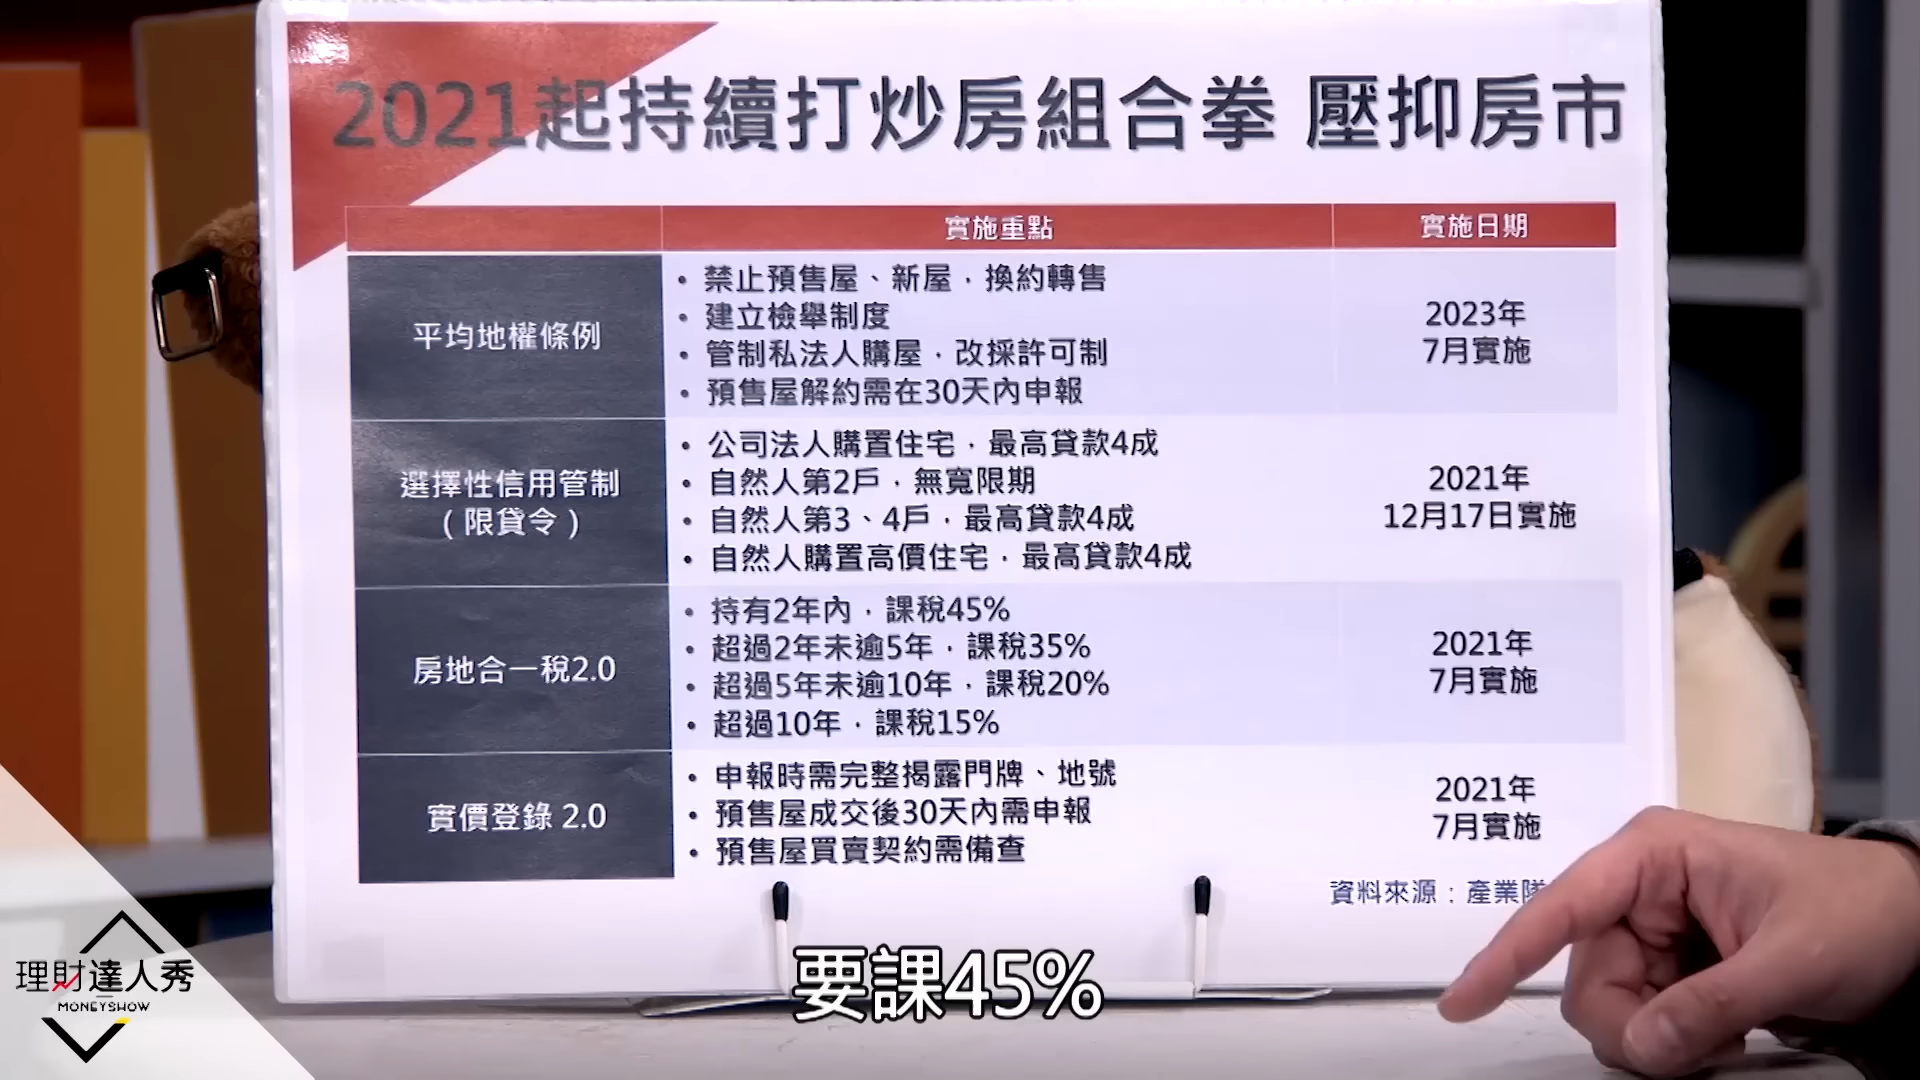 2021起持續打炒房組合拳 壓抑房市
實施重點
實施日期
平均地權條例
• 禁止預售屋、新屋，換約轉售
• 建立檢舉制度
• 管制私法人購屋，改採許可制
• 預售屋解約需在30天內申報
2023年
7月實施
選擇性信用管制
（限貸令）
• 公司法人購置住宅，最高貸款4成
• 自然人第2戶，無寬限期
• 自然人第3、4戶，最高貸款4成
• 自然人購置高價住宅，最高貸款4成
2021年
12月17日實施
房地合一稅2.0
• 持有2年內，課稅45%
• 超過2年未逾5年，課稅35%
• 超過5年未逾10年，課稅20%
• 超過10年，課稅15%
2021年
7月實施
實價登錄 2.0
• 申報時需完整揭露門牌、地號
• 預售屋成交後30天內需申報
• 預售屋買賣契約需備查
2021年
7月實施
資料來源：產業隊
要課45%
理財達人秀
MONEYSHOW